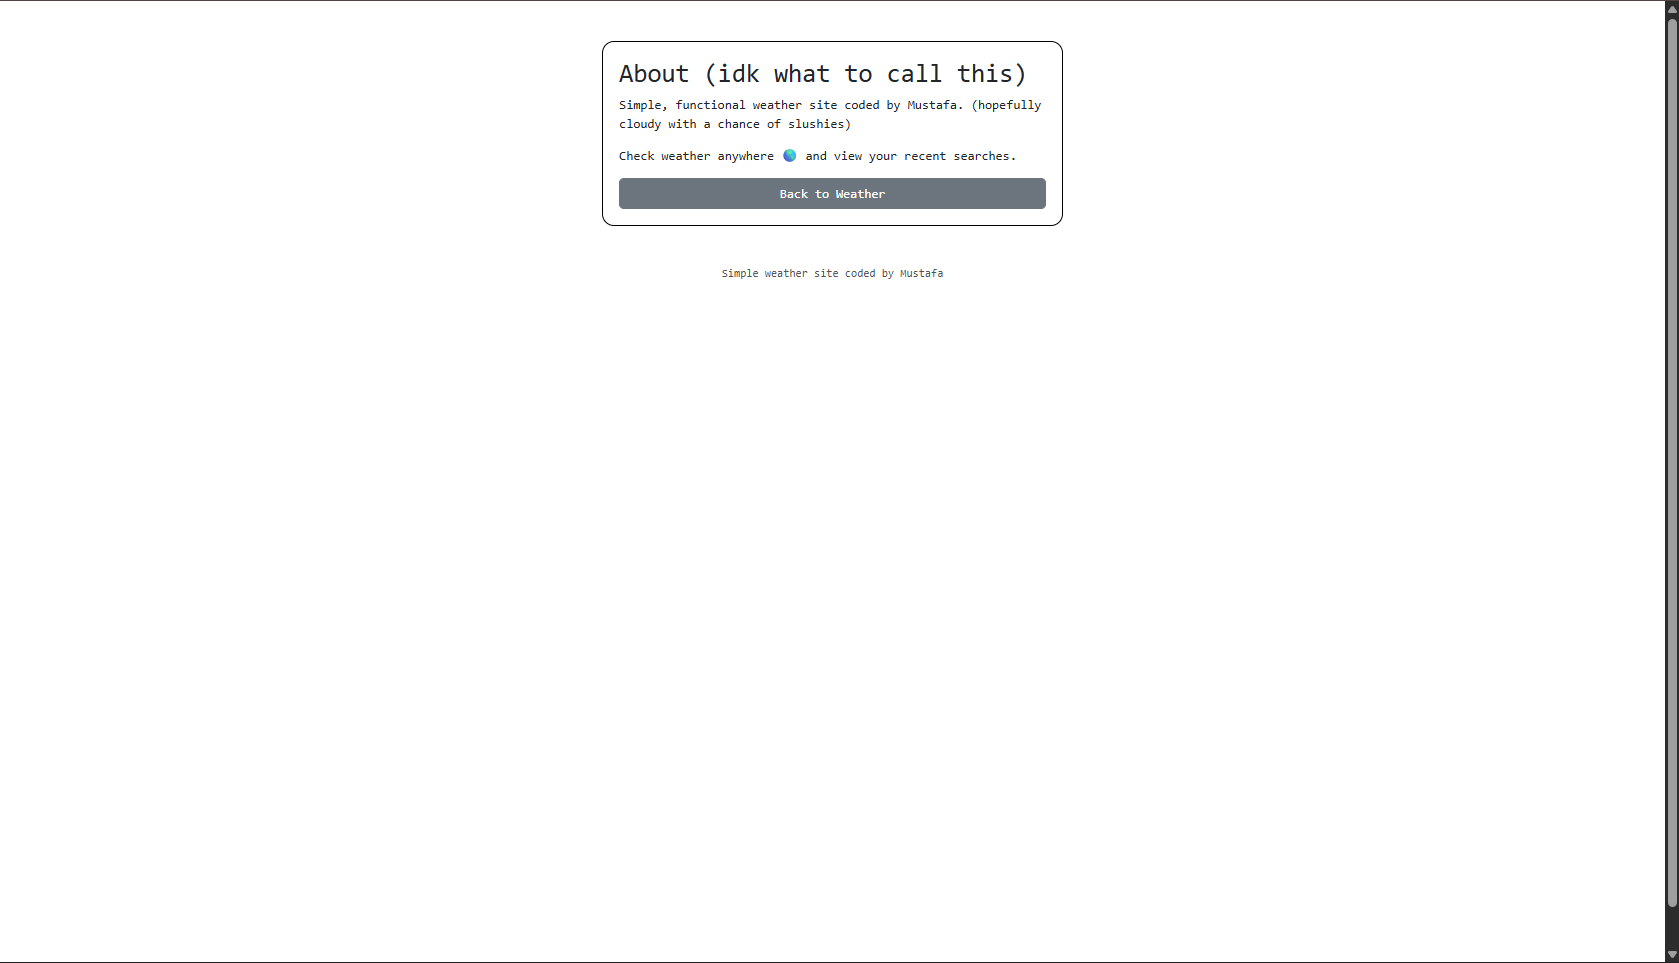 About (idk what to call this)
Simple, functional weather site coded by Mustafa. (hopefully
cloudy with a chance of slushies)
Check weather anywhere 🌏 and view your recent searches.
Back to Weather
Simple weather site coded by Mustafa